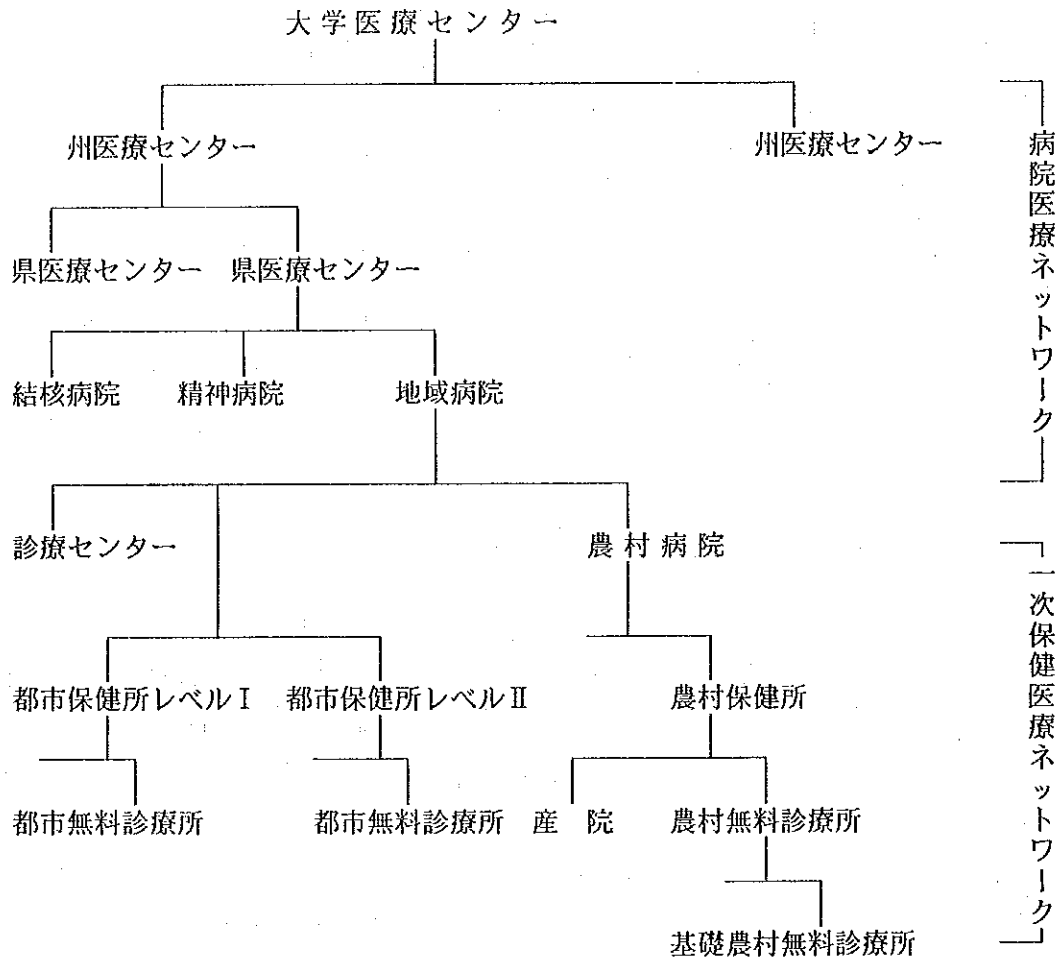 大学医療センター
州医療センター　州医療センター
県医療センター　県医療センター
結核病院　精神病院　地域病院
病院医療ネットワーク
診療センター　農村病院
都市保健所レベルⅠ　都市保健所レベルⅡ　農村保健所
都市無料診療所　都市無料診療所　産院　農村無料診療所
基礎農村無料診療所
一次保健医療ネットワーク